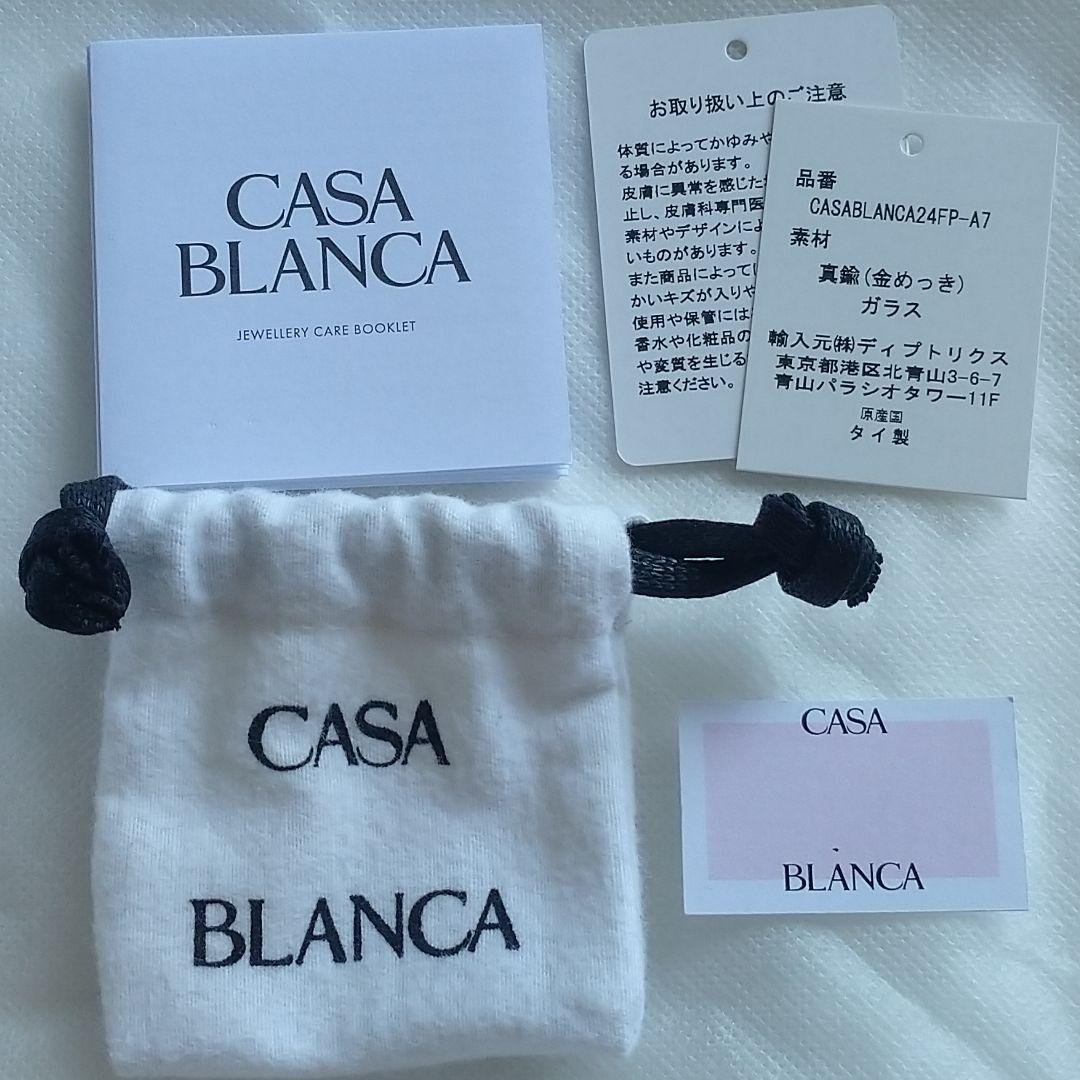 CASA
BLANCA
JEWELLERY CARE BOOKLET
お取り扱い上のご注意
体質によってかゆみや
る場合があります。
皮膚に異常を感じた
止し、皮膚科専門医
素材やデザインによ
いものがあります。
また商品によって
かいキズが入りや
使用や保管には
香水や化粧品の
や変質を生じる
注意ください。
品番
CASABLANCA24FP-A7
素材
真鍮(金めっき)
ガラス
輸入元㈱ディプトリクス
東京都港区北青山3-6-7
青山パラシオタワー11F
原産国
タイ製
CASA
BLANCA
CASA
BLANCA